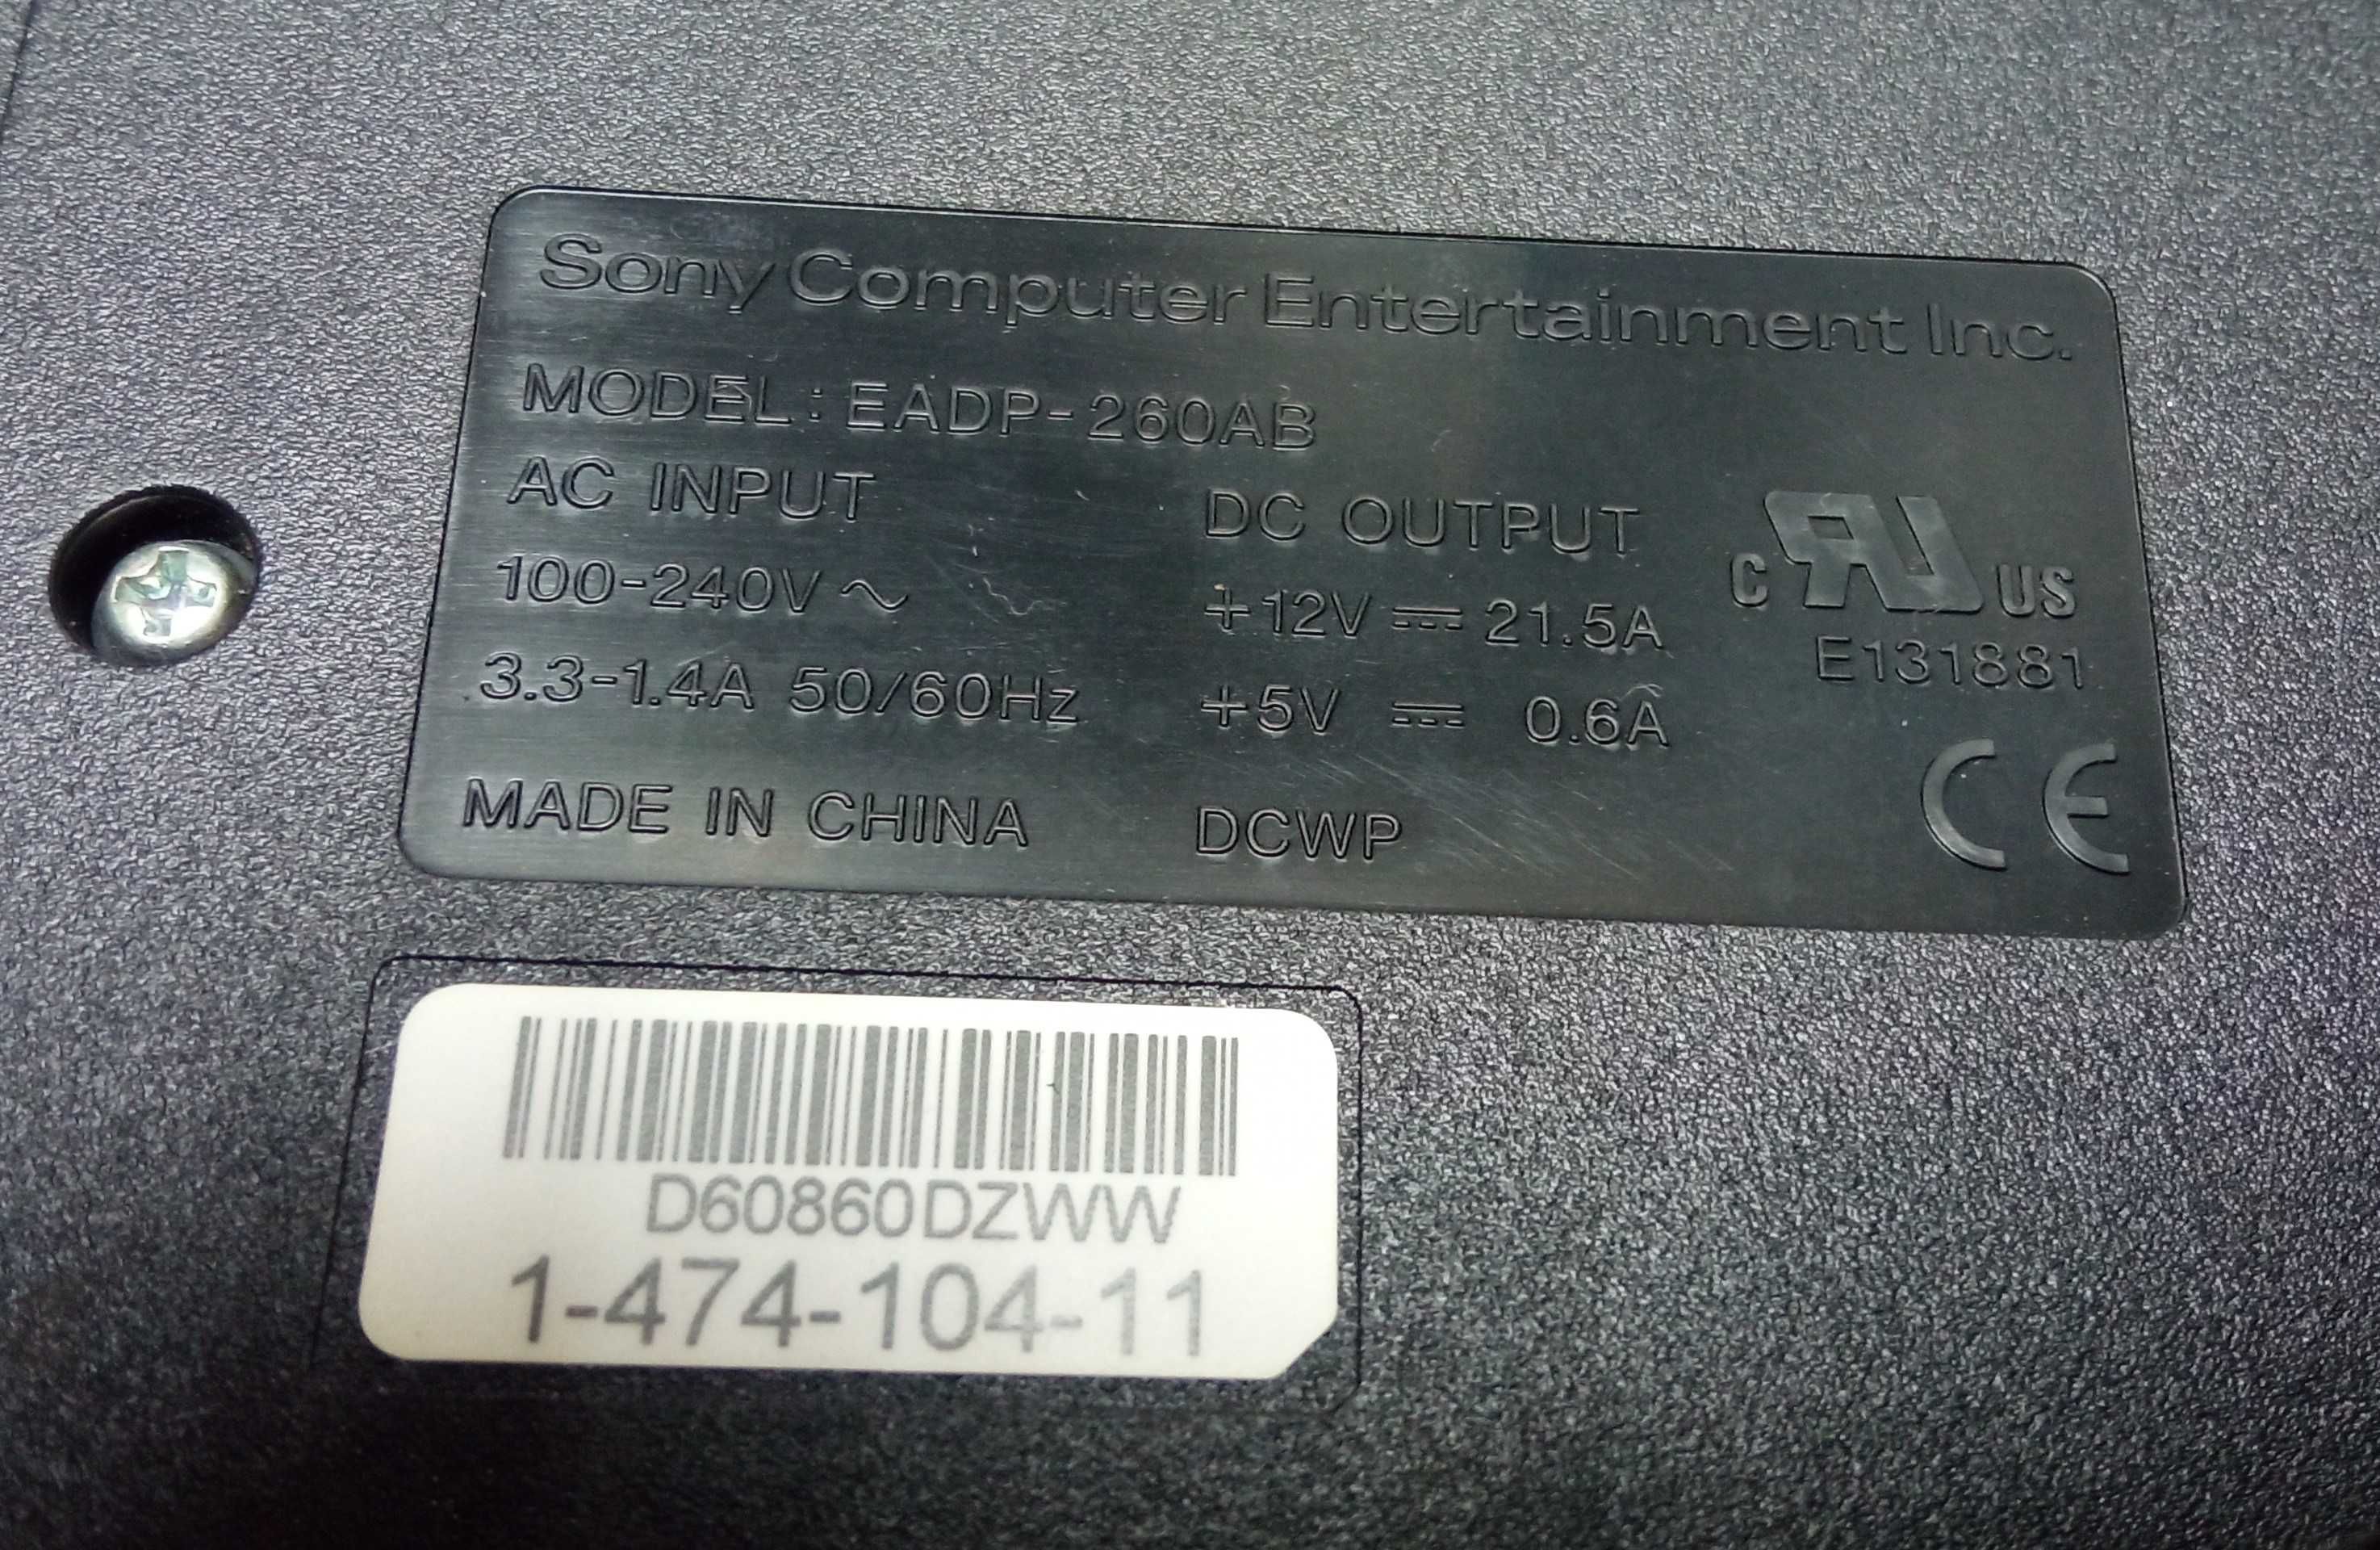 Sony Computer Entertainment Inc.
MODEL: EADP-260AB
AC INPUT
100-240V ~
3.3-1.4A 50/60Hz
DC OUTPUT
+12V ⎓ 21.5A
+5V ⎓ 0.6A
C RU US
E131881
CE
MADE IN CHINA
DCWP
D60860DZWW
1-474-104-11